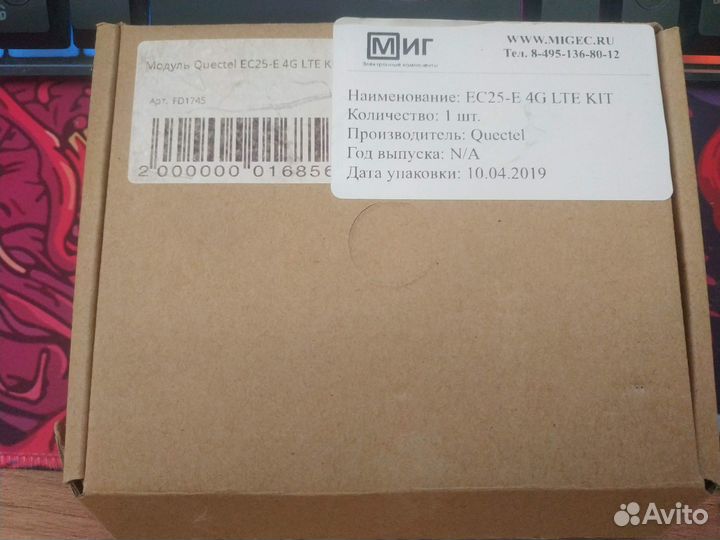 Модуль Quectel EC25-E 4G LTE K
Арт. FD1745
2 000000 01685
МИГ
Электронные компоненты
WWW.MIGEC.RU
Тел. 8-495-136-80-12
Наименование: EC25-E 4G LTE KIT
Количество: 1 шт.
Производитель: Quectel
Год выпуска: N/A
Дата упаковки: 10.04.2019
Avito